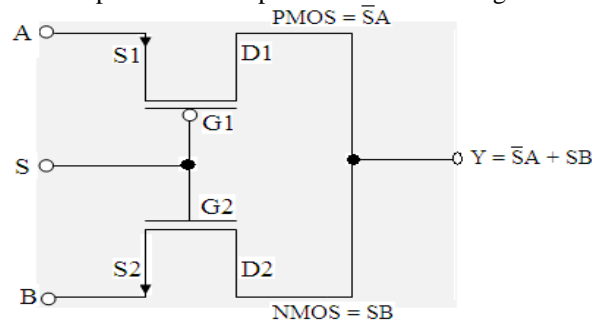 PMOS = S̅A
A
S1
D1
G1
S
Y = S̅A + SB
G2
S2
D2
B
NMOS = SB